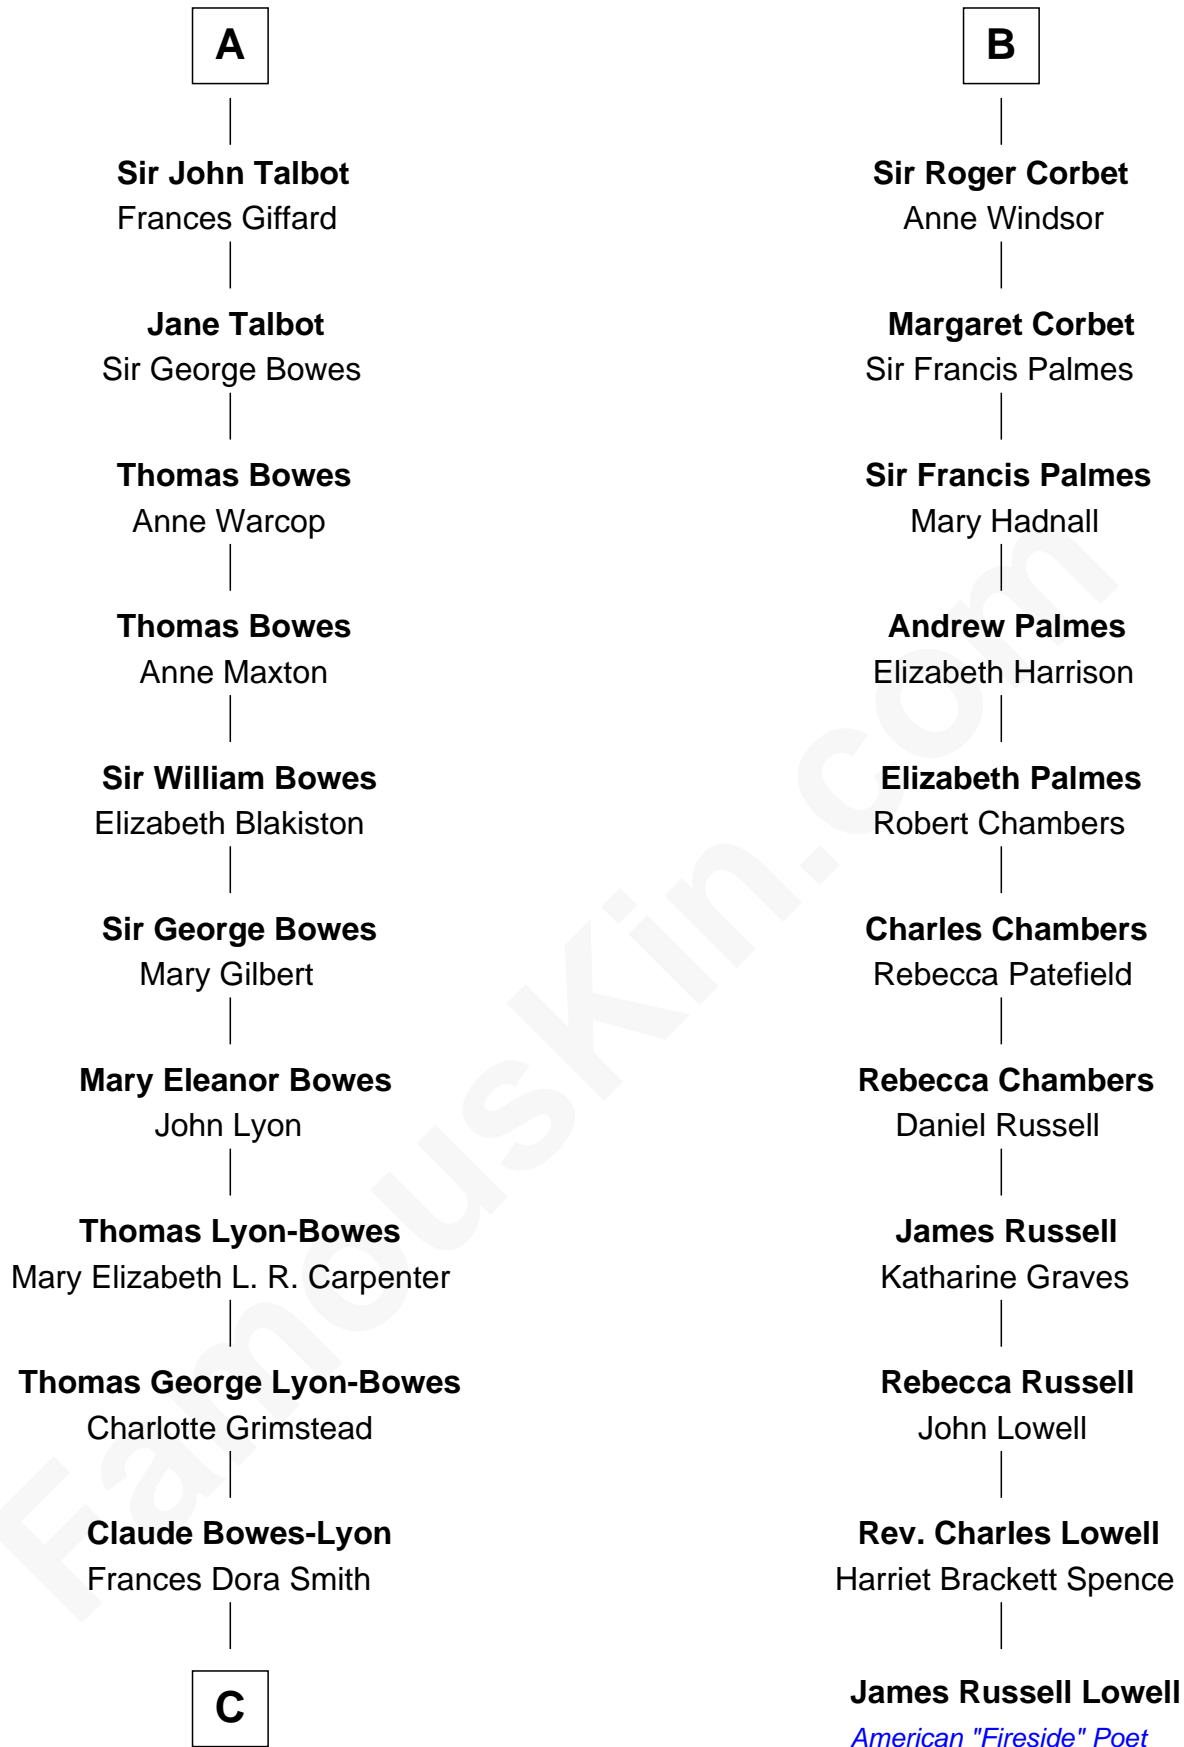 A
Sir John Talbot
Frances Giffard
Jane Talbot
Sir George Bowes
Thomas Bowes
Anne Warcop
Thomas Bowes
Anne Maxton
Sir William Bowes
Elizabeth Blakiston
Sir George Bowes
Mary Gilbert
Mary Eleanor Bowes
John Lyon
Thomas Lyon-Bowes
Mary Elizabeth L. R. Carpenter
Thomas George Lyon-Bowes
Charlotte Grimstead
Claude Bowes-Lyon
Frances Dora Smith
C
B
Sir Roger Corbet
Anne Windsor
Margaret Corbet
Sir Francis Palmes
Sir Francis Palmes
Mary Hadnall
Andrew Palmes
Elizabeth Harrison
Elizabeth Palmes
Robert Chambers
Charles Chambers
Rebecca Patefield
Rebecca Chambers
Daniel Russell
James Russell
Katharine Graves
Rebecca Russell
John Lowell
Rev. Charles Lowell
Harriet Brackett Spence
James Russell Lowell
American "Fireside" Poet
FamousKin.com